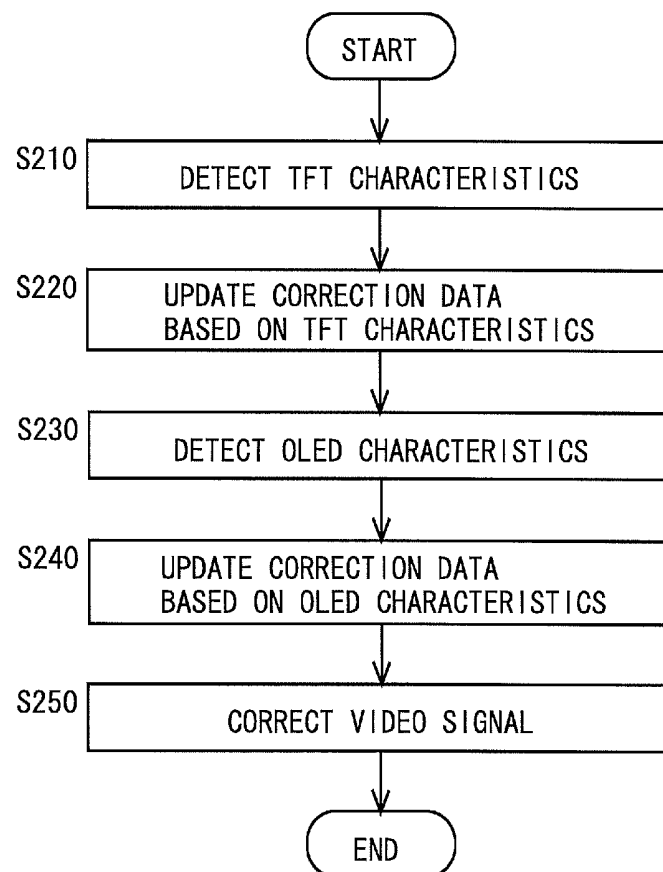 START
S210
DETECT TFT CHARACTERISTICS
S220
UPDATE CORRECTION DATA
BASED ON TFT CHARACTERISTICS
S230
DETECT OLED CHARACTERISTICS
S240
UPDATE CORRECTION DATA
BASED ON OLED CHARACTERISTICS
S250
CORRECT VIDEO SIGNAL
END